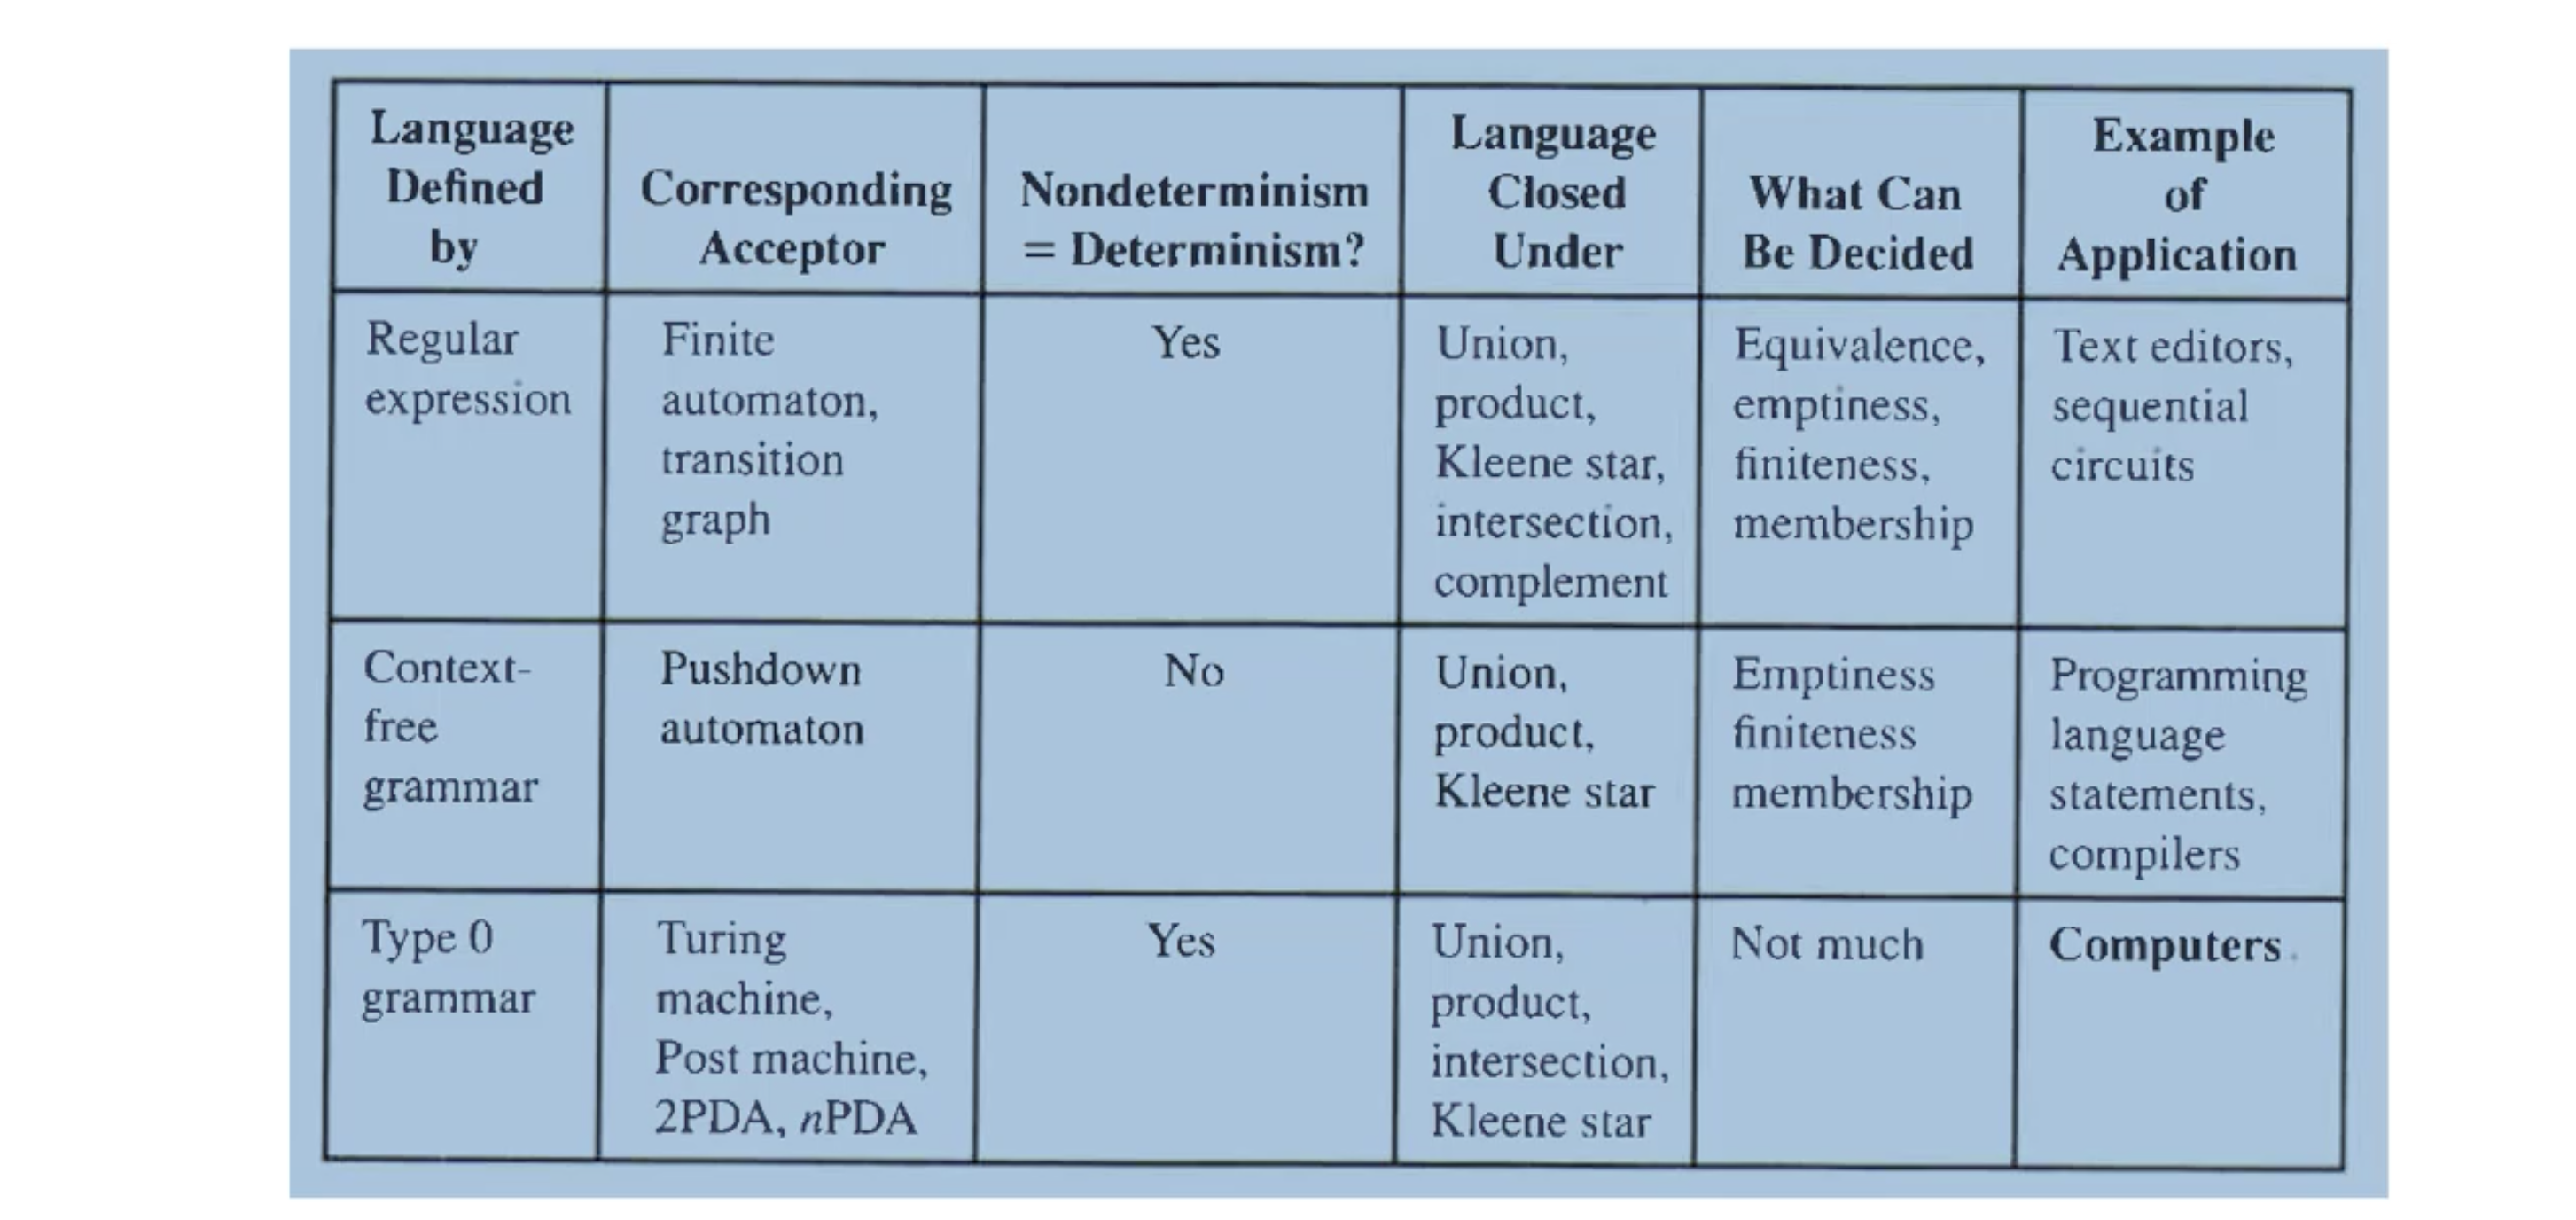 Language
Defined
by
Corresponding
Acceptor
Nondeterminism
= Determinism?
Language
Closed
Under
What Can
Be Decided
Example
of
Application
Regular
expression
Finite
automaton,
transition
graph
Yes
Union,
product,
Kleene star,
intersection,
complement
Equivalence,
emptiness,
finiteness,
membership
Text editors,
sequential
circuits
Context-
free
grammar
Pushdown
automaton
No
Union,
product,
Kleene star
Emptiness
finiteness
membership
Programming
language
statements,
compilers
Type 0
grammar
Turing
machine,
Post machine,
2PDA, nPDA
Yes
Union,
product,
intersection,
Kleene star
Not much
Computers